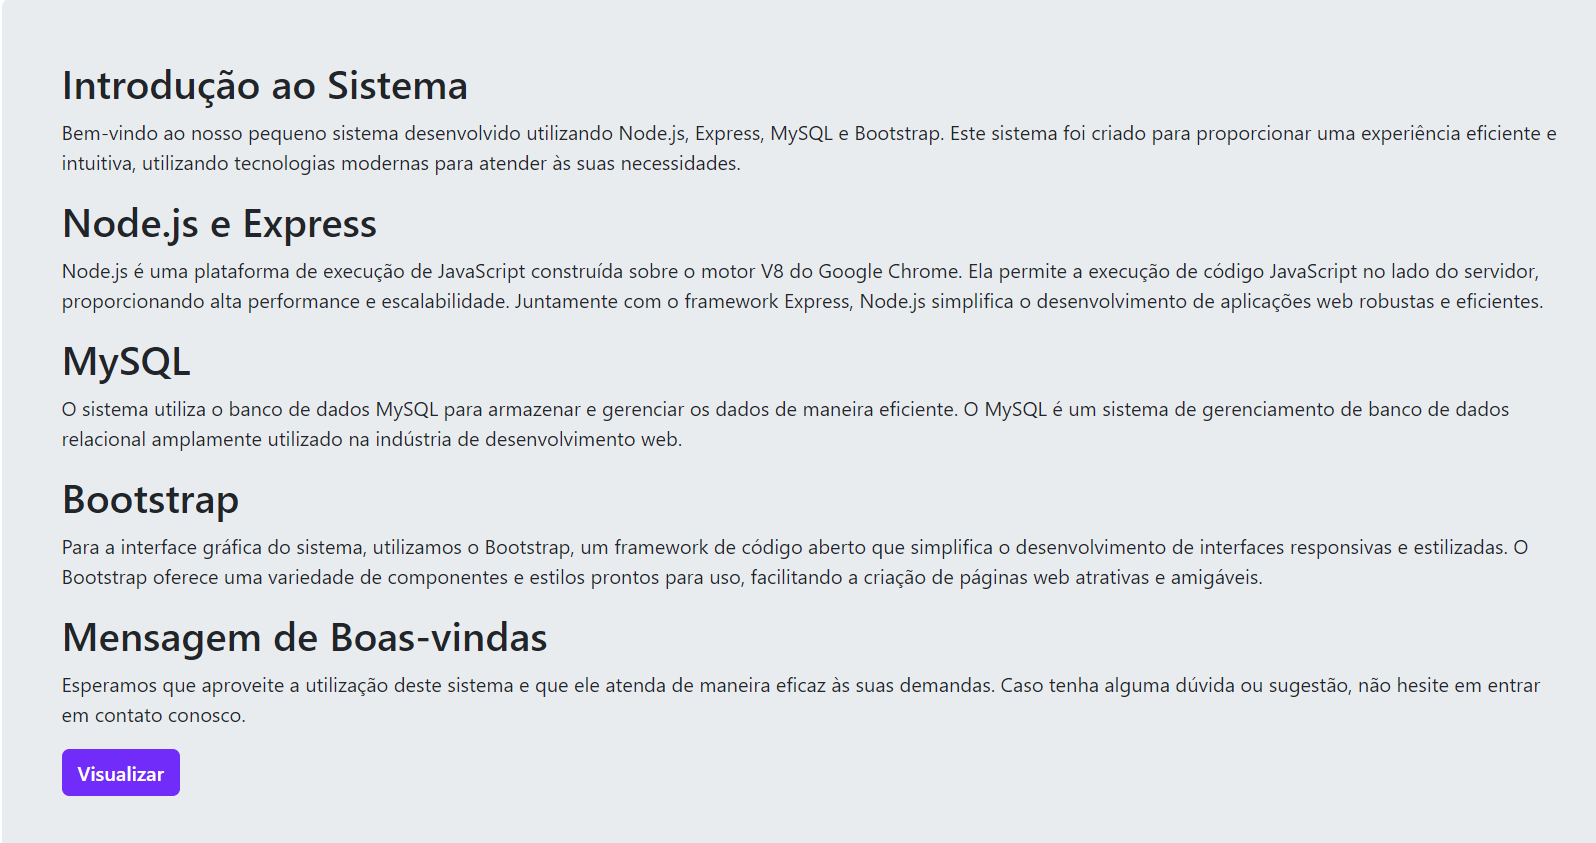 Introdução ao Sistema
Bem-vindo ao nosso pequeno sistema desenvolvido utilizando Node.js, Express, MySQL e Bootstrap. Este sistema foi criado para proporcionar uma experiência eficiente e
intuitiva, utilizando tecnologias modernas para atender às suas necessidades.
Node.js e Express
Node.js é uma plataforma de execução de JavaScript construída sobre o motor V8 do Google Chrome. Ela permite a execução de código JavaScript no lado do servidor,
proporcionando alta performance e escalabilidade. Juntamente com o framework Express, Node.js simplifica o desenvolvimento de aplicações web robustas e eficientes.
MySQL
O sistema utiliza o banco de dados MySQL para armazenar e gerenciar os dados de maneira eficiente. O MySQL é um sistema de gerenciamento de banco de dados
relacional amplamente utilizado na indústria de desenvolvimento web.
Bootstrap
Para a interface gráfica do sistema, utilizamos o Bootstrap, um framework de código aberto que simplifica o desenvolvimento de interfaces responsivas e estilizadas. O
Bootstrap oferece uma variedade de componentes e estilos prontos para uso, facilitando a criação de páginas web atrativas e amigáveis.
Mensagem de Boas-vindas
Esperamos que aproveite a utilização deste sistema e que ele atenda de maneira eficaz às suas demandas. Caso tenha alguma dúvida ou sugestão, não hesite em entrar
em contato conosco.
Visualizar